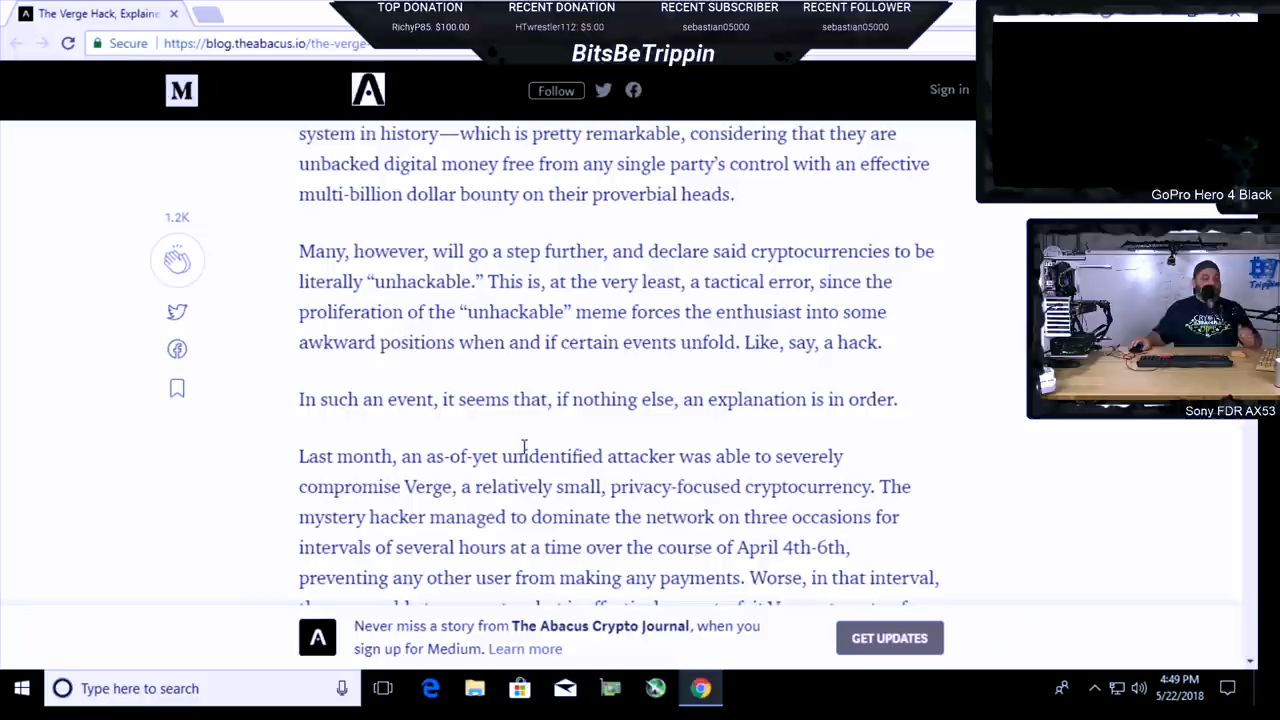 The Verge Hack, Explaine
TOP DONATION
RichyP85: $100.00
RECENT DONATION
HTwrestler112: $5.00
RECENT SUBSCRIBER
sebastian05000
RECENT FOLLOWER
sebastian05000
BitsBeTrippin
Secure
https://blog.theabacus.io/the-verge-
M
A
Follow
Sign in
GoPro Hero 4 Black
system in history—which is pretty remarkable, considering that they are
unbacked digital money free from any single party's control with an effective
multi-billion dollar bounty on their proverbial heads.
1.2K
Many, however, will go a step further, and declare said cryptocurrencies to be
literally “unhackable.” This is, at the very least, a tactical error, since the
proliferation of the “unhackable” meme forces the enthusiast into some
awkward positions when and if certain events unfold. Like, say, a hack.
Sony FDR AX53
In such an event, it seems that, if nothing else, an explanation is in order.
Last month, an as-of-yet unidentified attacker was able to severely
compromise Verge, a relatively small, privacy-focused cryptocurrency. The
mystery hacker managed to dominate the network on three occasions for
intervals of several hours at a time over the course of April 4th-6th,
preventing any other user from making any payments. Worse, in that interval,
A
Never miss a story from The Abacus Crypto Journal, when you
sign up for Medium. Learn more
GET UPDATES
Type here to search
4:49 PM
5/22/2018